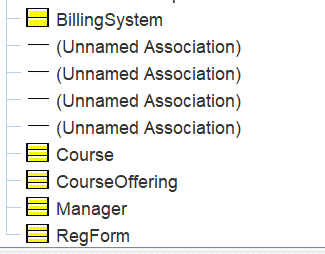 BillingSystem
(Unnamed Association)
(Unnamed Association)
(Unnamed Association)
(Unnamed Association)
Course
CourseOffering
Manager
RegForm